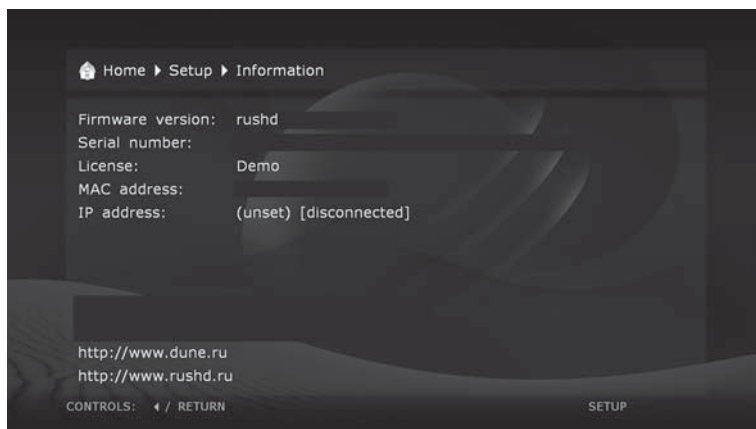 Home ▶ Setup ▶ Information
Firmware version: rushd
Serial number:
License: Demo
MAC address:
IP address: (unset) [disconnected]
http://www.dune.ru
http://www.rushd.ru
CONTROLS: ◀ / RETURN SETUP